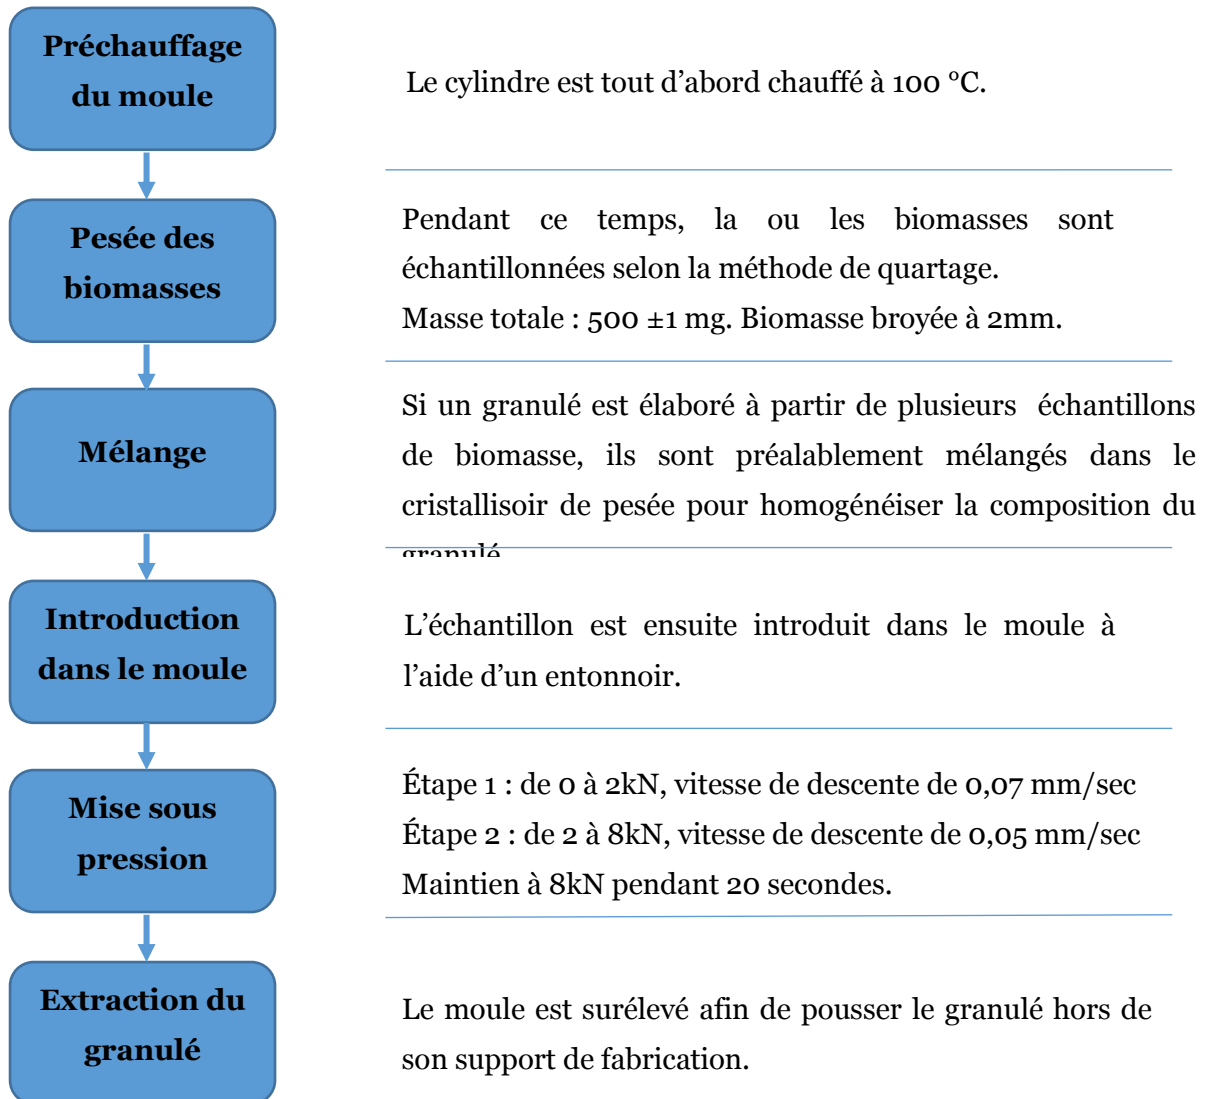 Préchauffage
du moule
Le cylindre est tout d’abord chauffé à 100 °C.
Pesée des
biomasses
Pendant ce temps, la ou les biomasses sont
échantillonnées selon la méthode de quartage.
Masse totale : 500 ±1 mg. Biomasse broyée à 2mm.
Mélange
Si un granulé est élaboré à partir de plusieurs échantillons
de biomasse, ils sont préalablement mélangés dans le
cristallisoir de pesée pour homogénéiser la composition du
granulé
Introduction
dans le moule
L’échantillon est ensuite introduit dans le moule à
l’aide d’un entonnoir.
Mise sous
pression
Étape 1 : de 0 à 2kN, vitesse de descente de 0,07 mm/sec
Étape 2 : de 2 à 8kN, vitesse de descente de 0,05 mm/sec
Maintien à 8kN pendant 20 secondes.
Extraction du
granulé
Le moule est surélevé afin de pousser le granulé hors de
son support de fabrication.